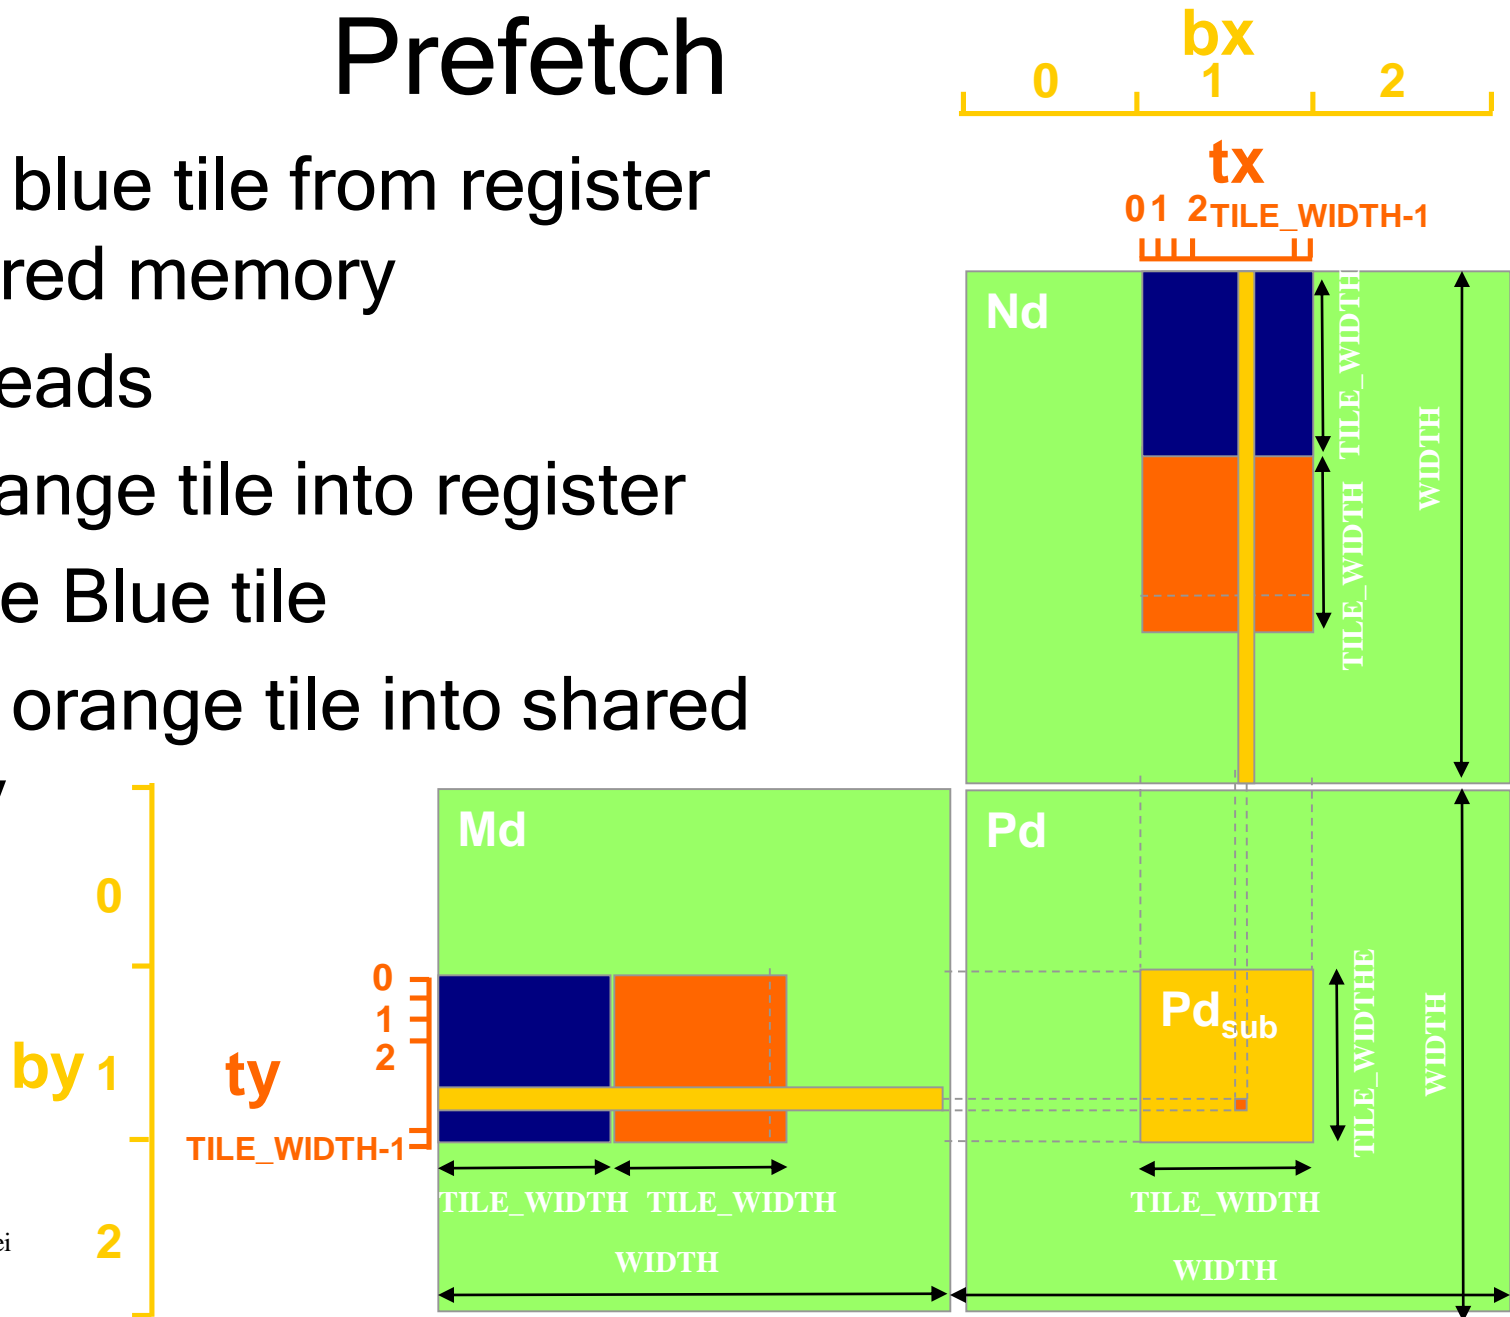 Prefetch
blue tile from register
red memory
eads
ange tile into register
e Blue tile
orange tile into shared
y
bx
0 1 2
tx
0 1 2 TILE_WIDTH-1
Nd
TILE_WIDTH
TILE_WIDTH
WIDTH
Md
Pd
0
by 1
2
ty
0
1
2
TILE_WIDTH-1
Pdsub
TILE_WIDTHE
WIDTH
TILE_WIDTH TILE_WIDTH
TILE_WIDTH
WIDTH
WIDTH
ei